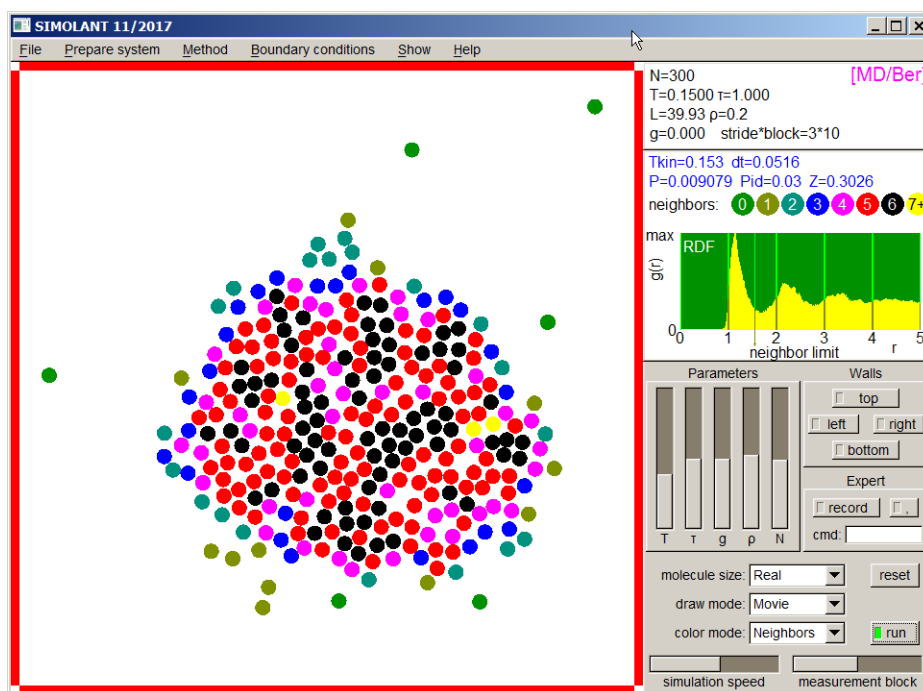 SIMOLANT 11/2017
File Prepare system Method Boundary conditions Show Help
N=300 [MD/Ber]
T=0.1500 τ=1.000
L=39.93 ρ=0.2
g=0.000 stride*block=3*10
Tkin=0.153 dt=0.0516
P=0.009079 Pid=0.03 Z=0.3026
neighbors: 0 1 2 3 4 5 6 7+
max
RDF
g(r)
0
0 1 2 3 4 5
neighbor limit r
Parameters
T τ g ρ N
Walls
top
left right
bottom
Expert
record .
cmd:
molecule size: Real reset
draw mode: Movie
color mode: Neighbors run
simulation speed measurement block